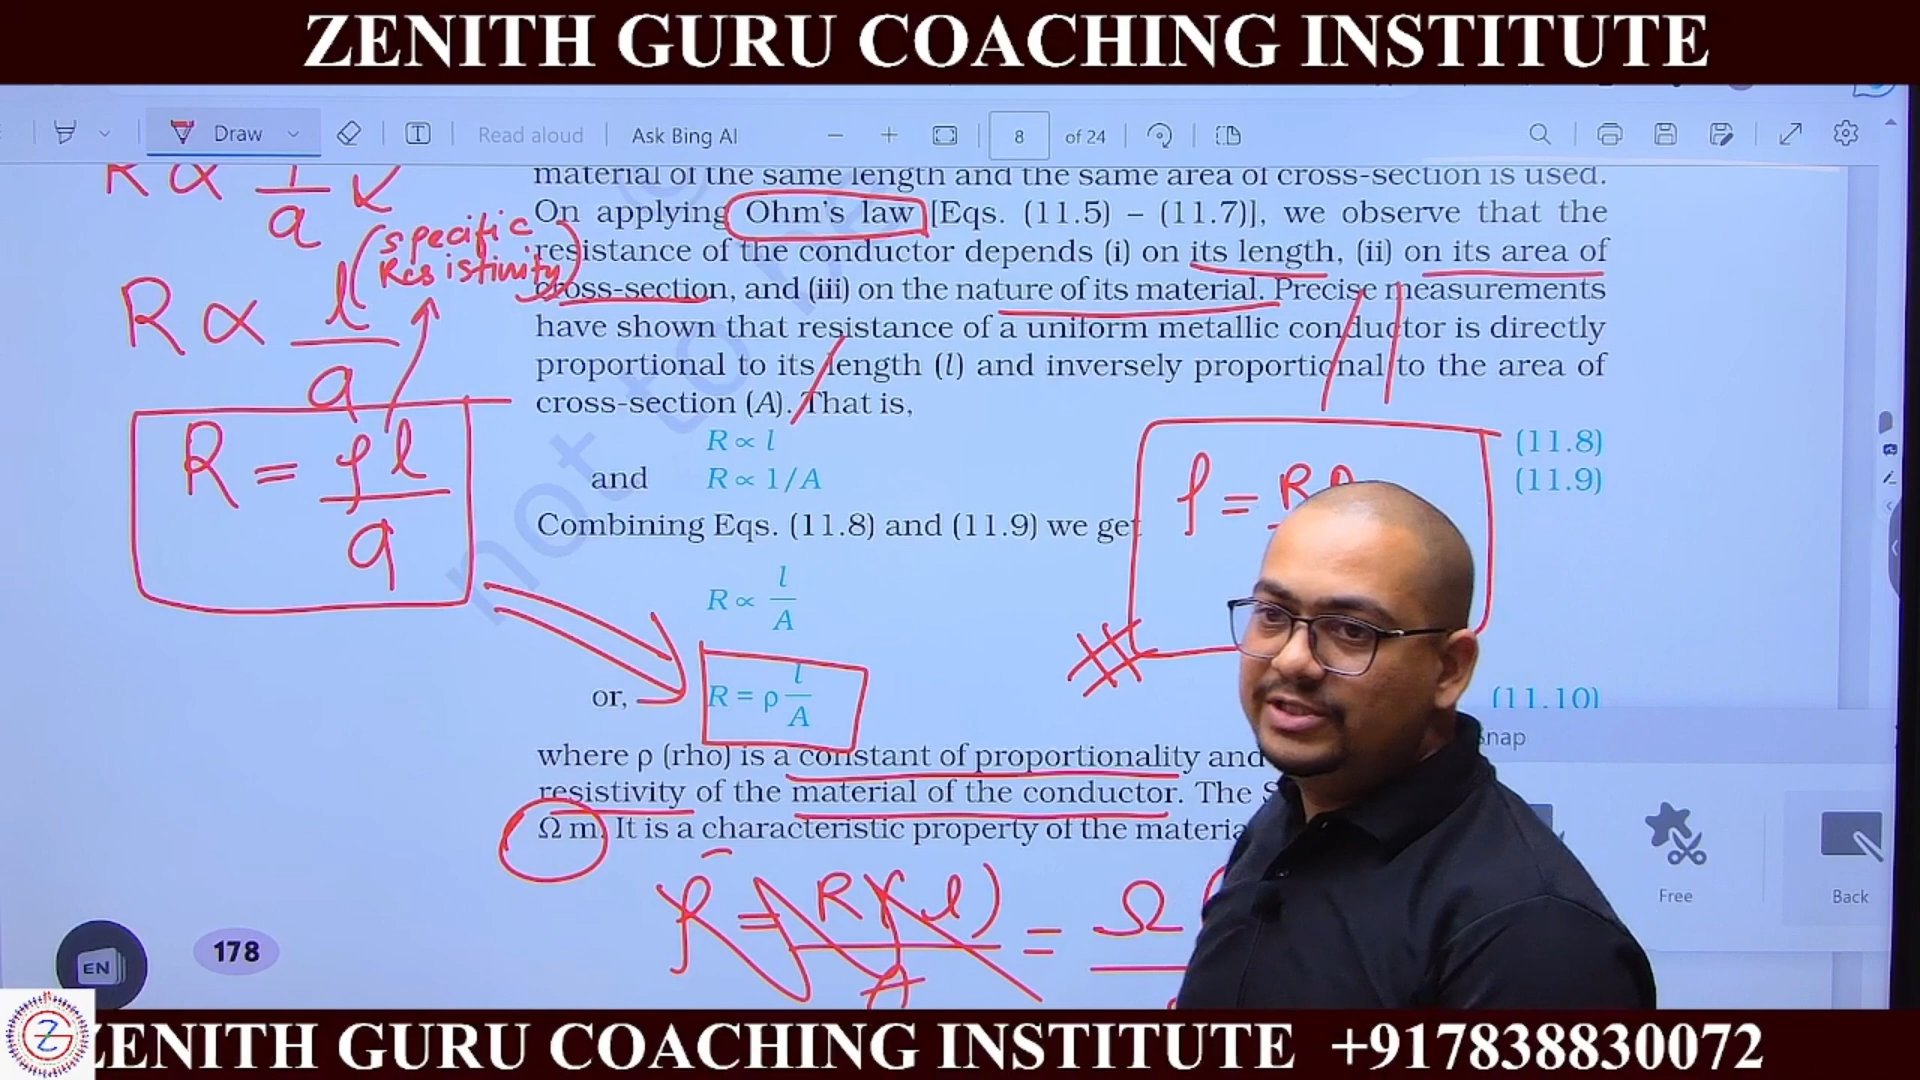 ZENITH GURU COACHING INSTITUTE
Draw
Read aloud
Ask Bing AI
8
of 24
R ∝ 1/a
(specific
Resistivity)
R ∝ l/a
R = ρl/a
material of the same length and the same area of cross-section is used.
On applying Ohm's law [Eqs. (11.5) – (11.7)], we observe that the
resistance of the conductor depends (i) on its length, (ii) on its area of
cross-section, and (iii) on the nature of its material. Precise measurements
have shown that resistance of a uniform metallic conductor is directly
proportional to its length (l) and inversely proportional to the area of
cross-section (A). That is,
R ∝ l (11.8)
and R ∝ 1/A (11.9)
ρ = RA
Combining Eqs. (11.8) and (11.9) we get
R ∝ l/A
or, R = ρ l/A (11.10)
where ρ (rho) is a constant of proportionality and
resistivity of the material of the conductor. The S
Ω m. It is a characteristic property of the materia
ρ = R(l)/A = Ω
Snap
Free
Back
EN
178
not to be
Z
ZENITH GURU COACHING INSTITUTE +917838830072